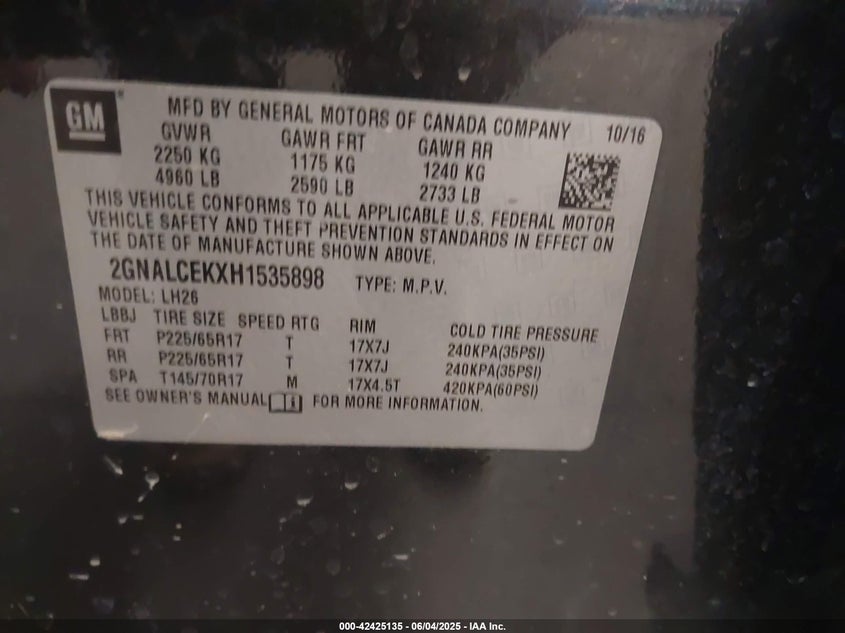 GM
MFD BY GENERAL MOTORS OF CANADA COMPANY 10/16
GVWR GAWR FRT GAWR RR
2250 KG 1175 KG 1240 KG
4960 LB 2590 LB 2733 LB
THIS VEHICLE CONFORMS TO ALL APPLICABLE U.S. FEDERAL MOTOR
VEHICLE SAFETY AND THEFT PREVENTION STANDARDS IN EFFECT ON
THE DATE OF MANUFACTURE SHOWN ABOVE.
2GNALCEKXH1535898 TYPE: M.P.V.
MODEL: LH26
LBBJ TIRE SIZE SPEED RTG RIM COLD TIRE PRESSURE
FRT P225/65R17 T 17X7J 240KPA(35PSI)
RR P225/65R17 T 17X7J 240KPA(35PSI)
SPA T145/70R17 M 17X4.5T 420KPA(60PSI)
SEE OWNER'S MANUAL i FOR MORE INFORMATION.
000-42425135 - 06/04/2025 - IAA Inc.